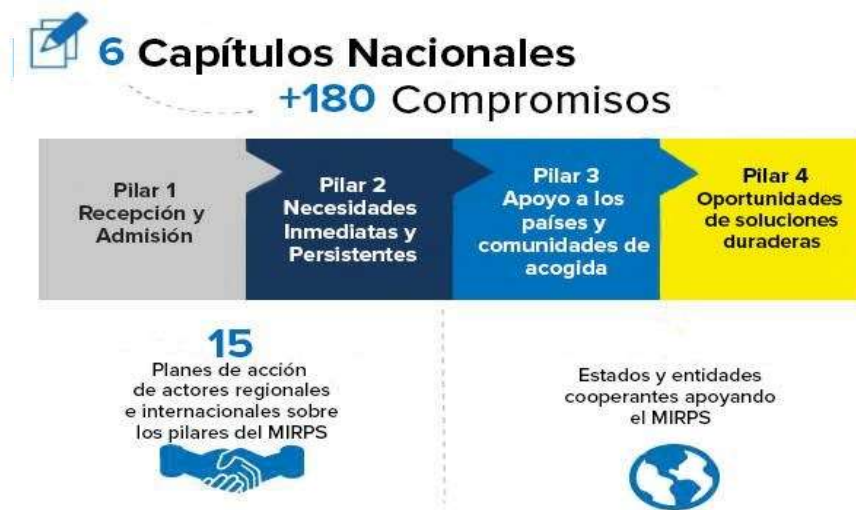 6 Capítulos Nacionales
+180 Compromisos
Pilar 1
Recepción y
Admisión
Pilar 2
Necesidades
Inmediatas y
Persistentes
Pilar 3
Apoyo a los
países y
comunidades de
acogida
Pilar 4
Oportunidades
de soluciones
duraderas
15
Planes de acción
de actores regionales
e internacionales sobre
los pilares del MIRPS
Estados y entidades
cooperantes apoyando
el MIRPS